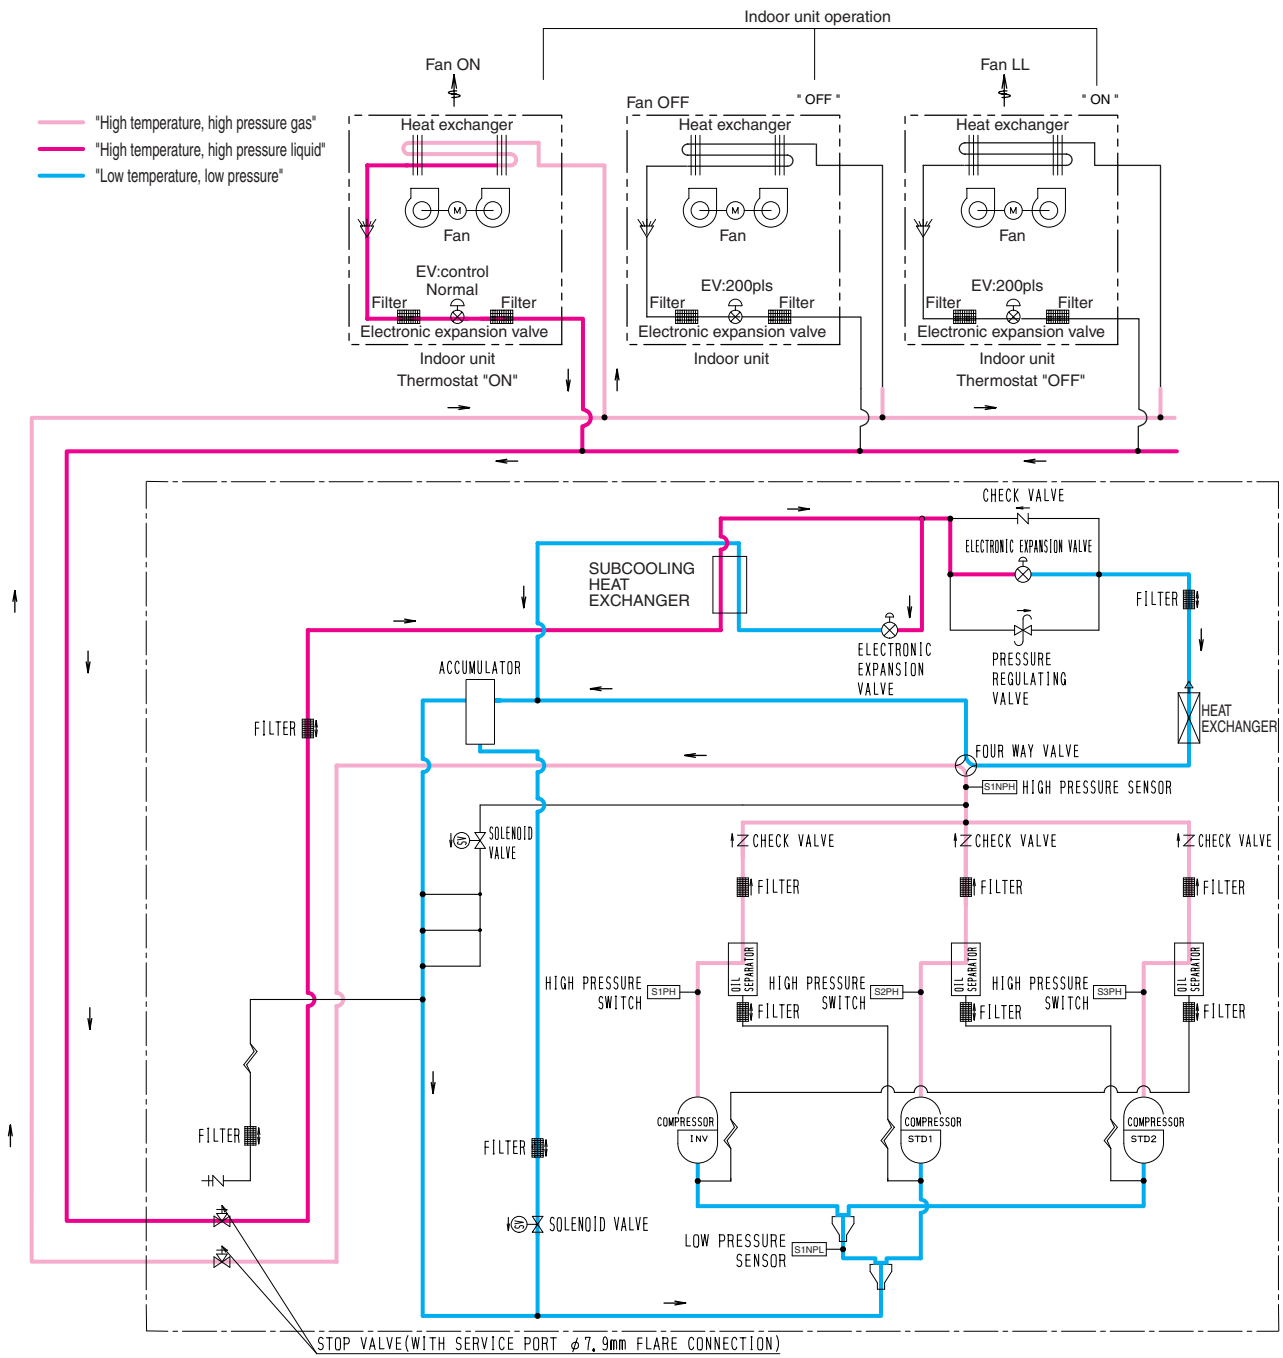 Indoor unit operation
Fan ON
Fan OFF
" OFF "
Fan LL
" ON "
"High temperature, high pressure gas"
"High temperature, high pressure liquid"
"Low temperature, low pressure"
Heat exchanger
M
Fan
EV:control
Normal
Filter
Filter
Electronic expansion valve
Indoor unit
Thermostat "ON"
Heat exchanger
M
Fan
EV:200pls
Filter
Filter
Electronic expansion valve
Indoor unit
Heat exchanger
M
Fan
EV:200pls
Filter
Filter
Electronic expansion valve
Indoor unit
Thermostat "OFF"
CHECK VALVE
ELECTRONIC EXPANSION VALVE
SUBCOOLING
HEAT
EXCHANGER
FILTER
ELECTRONIC
EXPANSION
VALVE
PRESSURE
REGULATING
VALVE
ACCUMULATOR
HEAT
EXCHANGER
FILTER
FOUR WAY VALVE
S1NPH
HIGH PRESSURE SENSOR
SV
SOLENOID
VALVE
CHECK VALVE
CHECK VALVE
CHECK VALVE
FILTER
FILTER
FILTER
OIL
SEPARATOR
OIL
SEPARATOR
OIL
SEPARATOR
HIGH PRESSURE
SWITCH
S1PH
HIGH PRESSURE
SWITCH
S2PH
HIGH PRESSURE
SWITCH
S3PH
FILTER
FILTER
FILTER
COMPRESSOR
INV
COMPRESSOR
STD1
COMPRESSOR
STD2
FILTER
FILTER
SV
SOLENOID VALVE
LOW PRESSURE
SENSOR
S1NPL
STOP VALVE(WITH SERVICE PORT φ7.9mm FLARE CONNECTION)